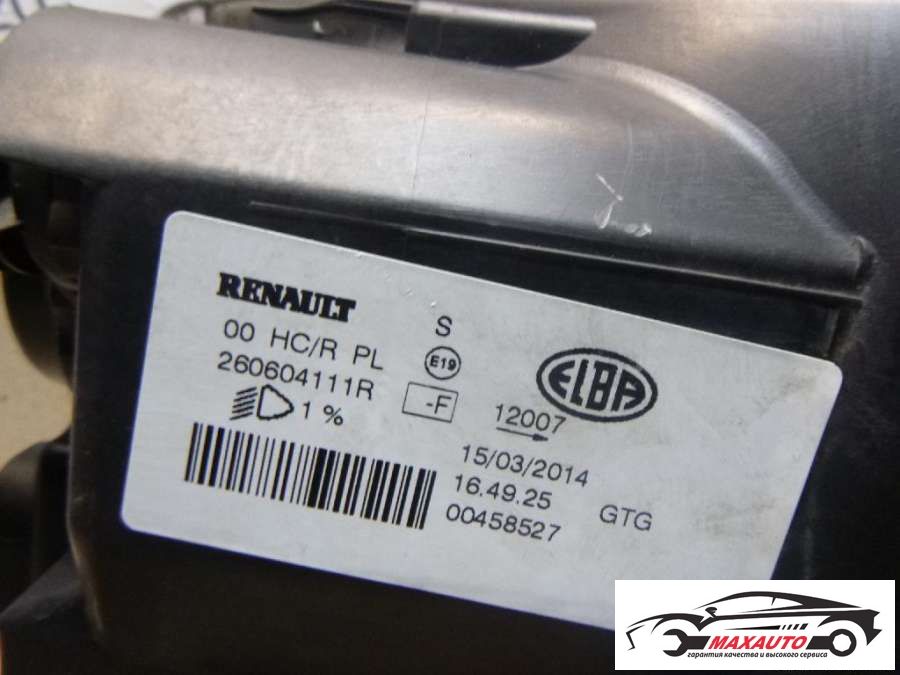 RENAULT
S
00 HC/R PL
E19
260604111R
-F
1 %
ELBA
12007
15/03/2014
16.49.25
GTG
00458527
MAXAUTO
гарантия качества и высокого сервиса